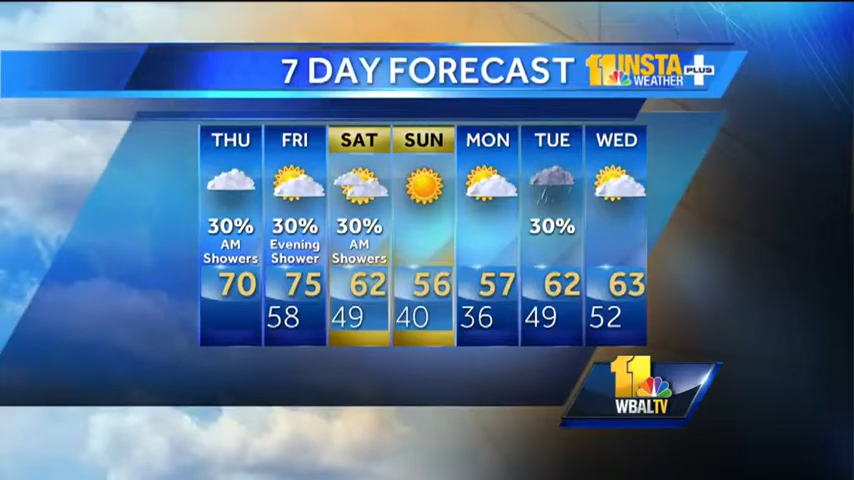 7 DAY FORECAST
11 INSTA
WEATHER
PLUS
THU FRI SAT SUN MON TUE WED
30% 30% 30% 30%
AM Evening AM
Showers Shower Showers
70 75 62 56 57 62 63
58 49 40 36 49 52
11
WBALTV